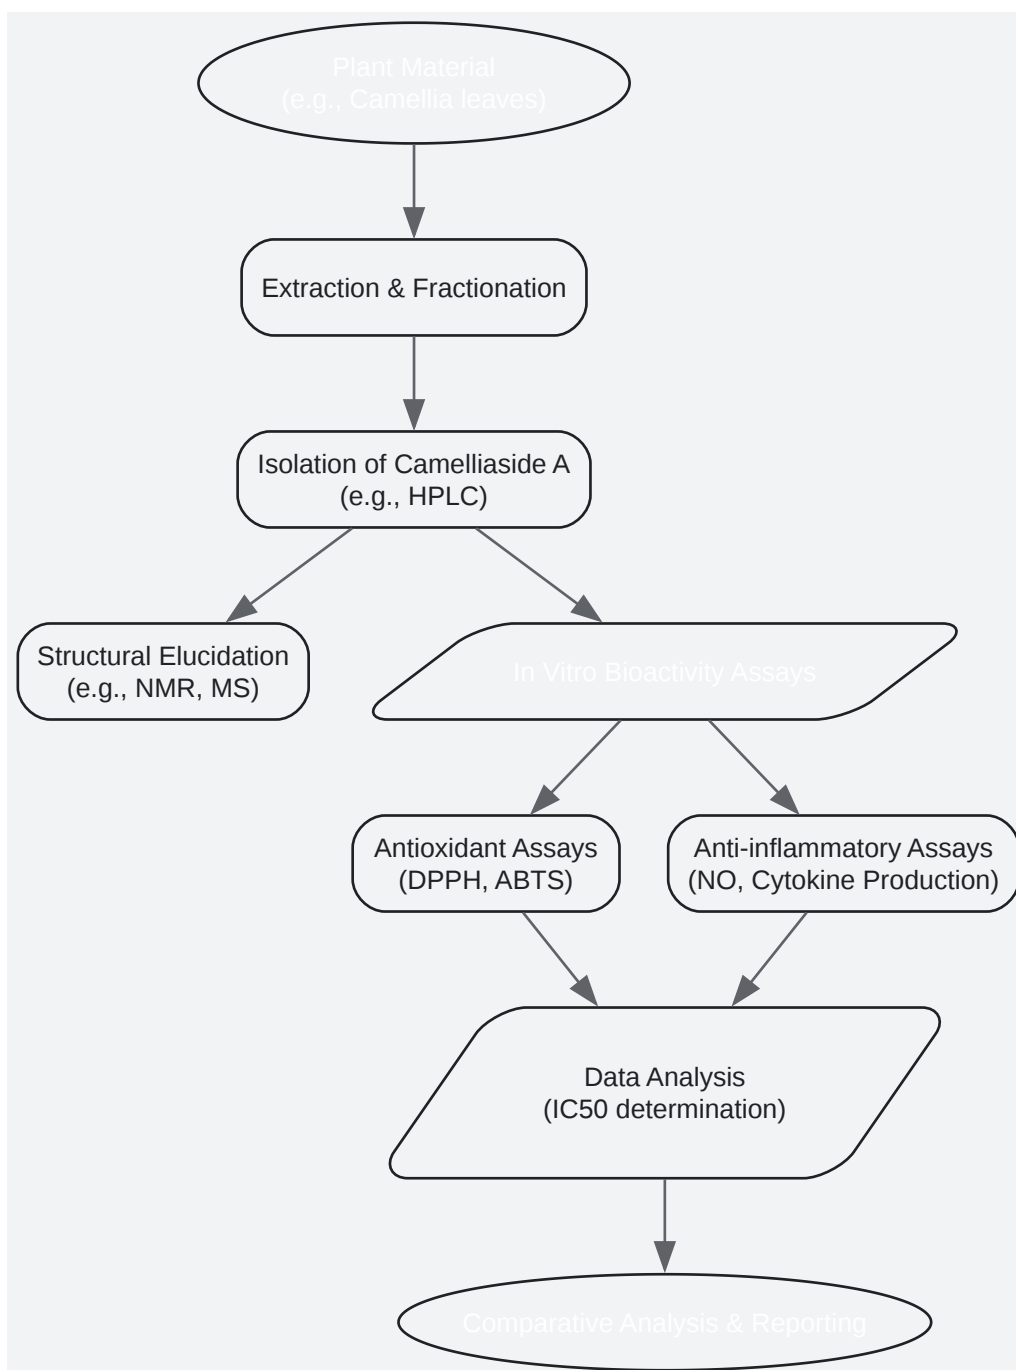 Plant Material
(e.g., Camellia leaves)
Extraction & Fractionation
Isolation of Camelliaside A
(e.g., HPLC)
Structural Elucidation
(e.g., NMR, MS)
In Vitro Bioactivity Assays
Antioxidant Assays
(DPPH, ABTS)
Anti-inflammatory Assays
(NO, Cytokine Production)
Data Analysis
(IC50 determination)
Comparative Analysis & Reporting